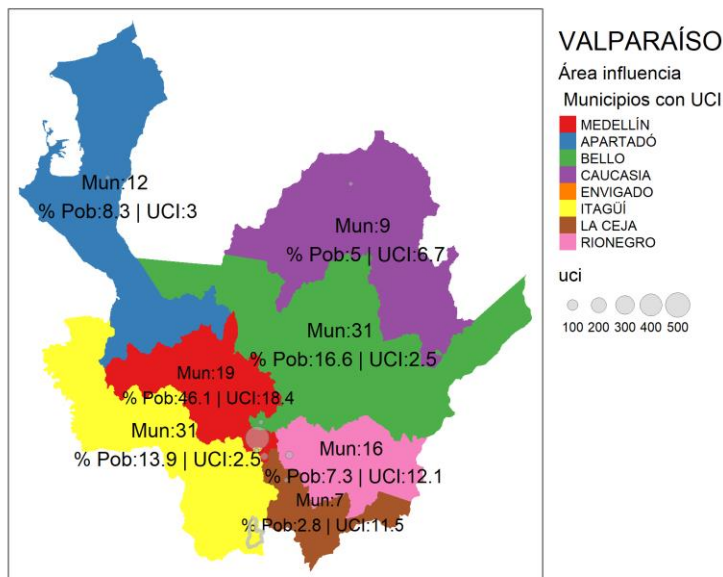 VALPARAÍSO
Área influencia
Municipios con UCI
MEDELLÍN
APARTADÓ
BELLO
CAUCASIA
ENVIGADO
ITAGÜÍ
LA CEJA
RIONEGRO
uci
100 200 300 400 500
Mun:12
% Pob:8.3 | UCI:3
Mun:9
% Pob:5 | UCI:6.7
Mun:31
% Pob:16.6 | UCI:2.5
Mun:19
% Pob:46.1 | UCI:18.4
Mun:31
% Pob:13.9 | UCI:2.5
Mun:16
% Pob:7.3 | UCI:12.1
Mun:7
% Pob:2.8 | UCI:11.5